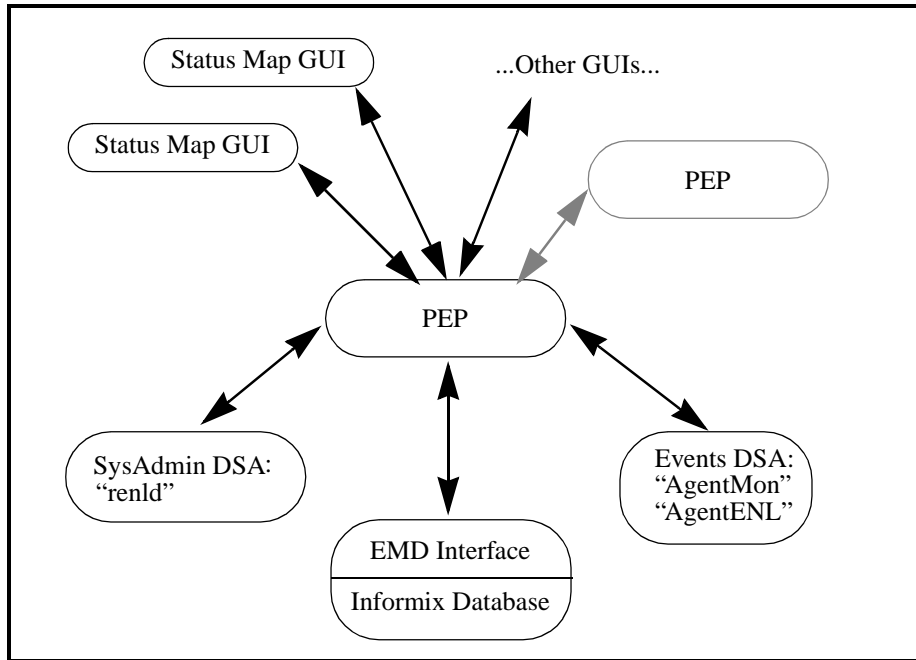 Status Map GUI
...Other GUIs...
Status Map GUI
PEP
PEP
SysAdmin DSA:
“renld”
Events DSA:
“AgentMon”
“AgentENL”
EMD Interface
Informix Database